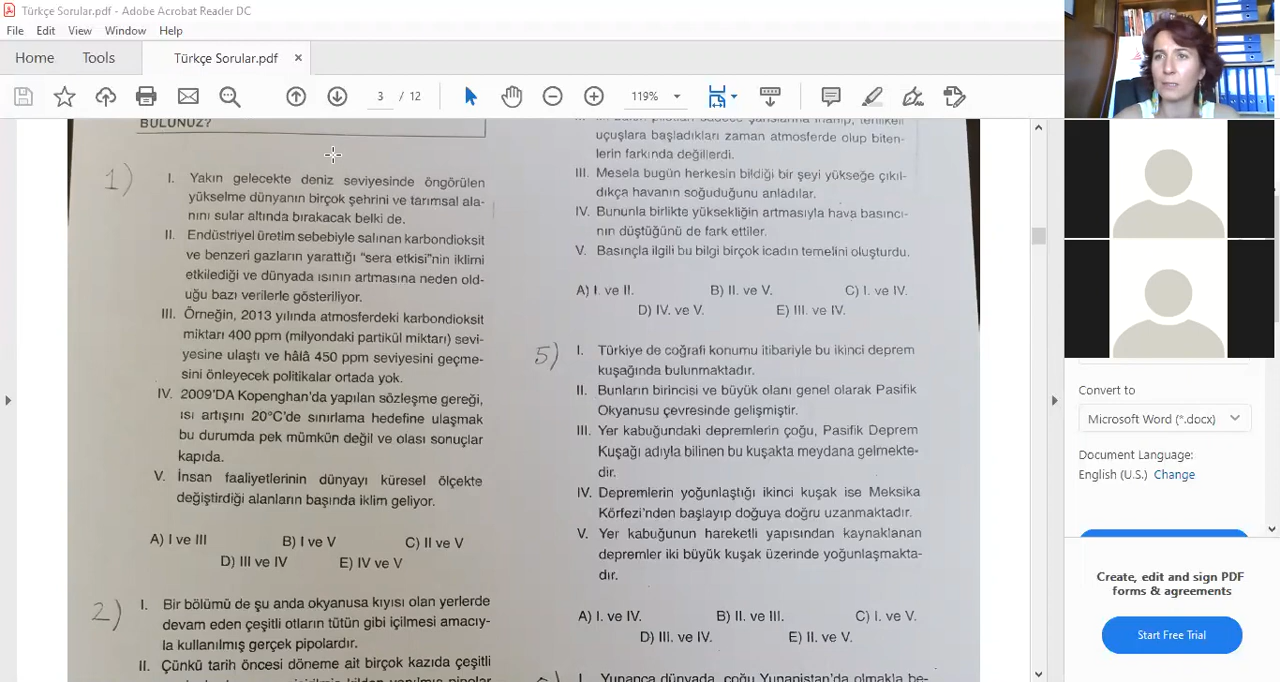 Türkçe Sorular.pdf - Adobe Acrobat Reader DC
File Edit View Window Help
Home Tools Türkçe Sorular.pdf ×
3 / 12 119%
BULUNUZ?
1)
I. Yakın gelecekte deniz seviyesinde öngörülen
yükselme dünyanın birçok şehrini ve tarımsal ala-
nını sular altında bırakacak belki de.
II. Endüstriyel üretim sebebiyle salınan karbondioksit
ve benzeri gazların yarattığı "sera etkisi"nin iklimi
etkilediği ve dünyada ısının artmasına neden old-
uğu bazı verilerle gösteriliyor.
III. Örneğin, 2013 yılında atmosferdeki karbondioksit
miktarı 400 ppm (milyondaki partikül miktarı) sevi-
yesine ulaştı ve hâlâ 450 ppm seviyesini geçme-
sini önleyecek politikalar ortada yok.
IV. 2009'DA Kopenghan'da yapılan sözleşme gereği,
ısı artışını 20°C'de sınırlama hedefine ulaşmak
bu durumda pek mümkün değil ve olası sonuçlar
kapıda.
V. İnsan faaliyetlerinin dünyayı küresel ölçekte
değiştirdiği alanların başında iklim geliyor.
A) I ve III B) I ve V C) II ve V
D) III ve IV E) IV ve V
2)
I. Bir bölümü de şu anda okyanusa kıyısı olan yerlerde
devam eden çeşitli otların tütün gibi içilmesi amacıy-
la kullanılmış gerçek pipolardır.
II. Çünkü tarih öncesi döneme ait birçok kazıda çeşitli
uçuşlara başladıkları zaman atmosferde olup biten-
lerin farkında değillerdi.
III. Mesela bugün herkesin bildiği bir şeyi yükseğe çıkıl-
dıkça havanın soğuduğunu anladılar.
IV. Bununla birlikte yüksekliğin artmasıyla hava basıncı-
nın düştüğünü de fark ettiler.
V. Basınçla ilgili bu bilgi birçok icadın temelini oluşturdu.
A) I. ve II. B) II. ve V. C) I. ve IV.
D) IV. ve V. E) III. ve IV.
5)
I. Türkiye de coğrafi konumu itibariyle bu ikinci deprem
kuşağında bulunmaktadır.
II. Bunların birincisi ve büyük olanı genel olarak Pasifik
Okyanusu çevresinde gelişmiştir.
III. Yer kabuğundaki depremlerin çoğu, Pasifik Deprem
Kuşağı adıyla bilinen bu kuşakta meydana gelmekte-
dir.
IV. Depremlerin yoğunlaştığı ikinci kuşak ise Meksika
Körfezi'nden başlayıp doğuya doğru uzanmaktadır.
V. Yer kabuğunun hareketli yapısından kaynaklanan
depremler iki büyük kuşak üzerinde yoğunlaşmakta-
dır.
A) I. ve IV. B) II. ve III. C) I. ve V.
D) III. ve IV. E) II. ve V.
I. Yunanca dünyada, çoğu Yunanistan'da olmakla be-
Convert to
Microsoft Word (*.docx)
Document Language:
English (U.S.) Change
Create, edit and sign PDF
forms & agreements
Start Free Trial